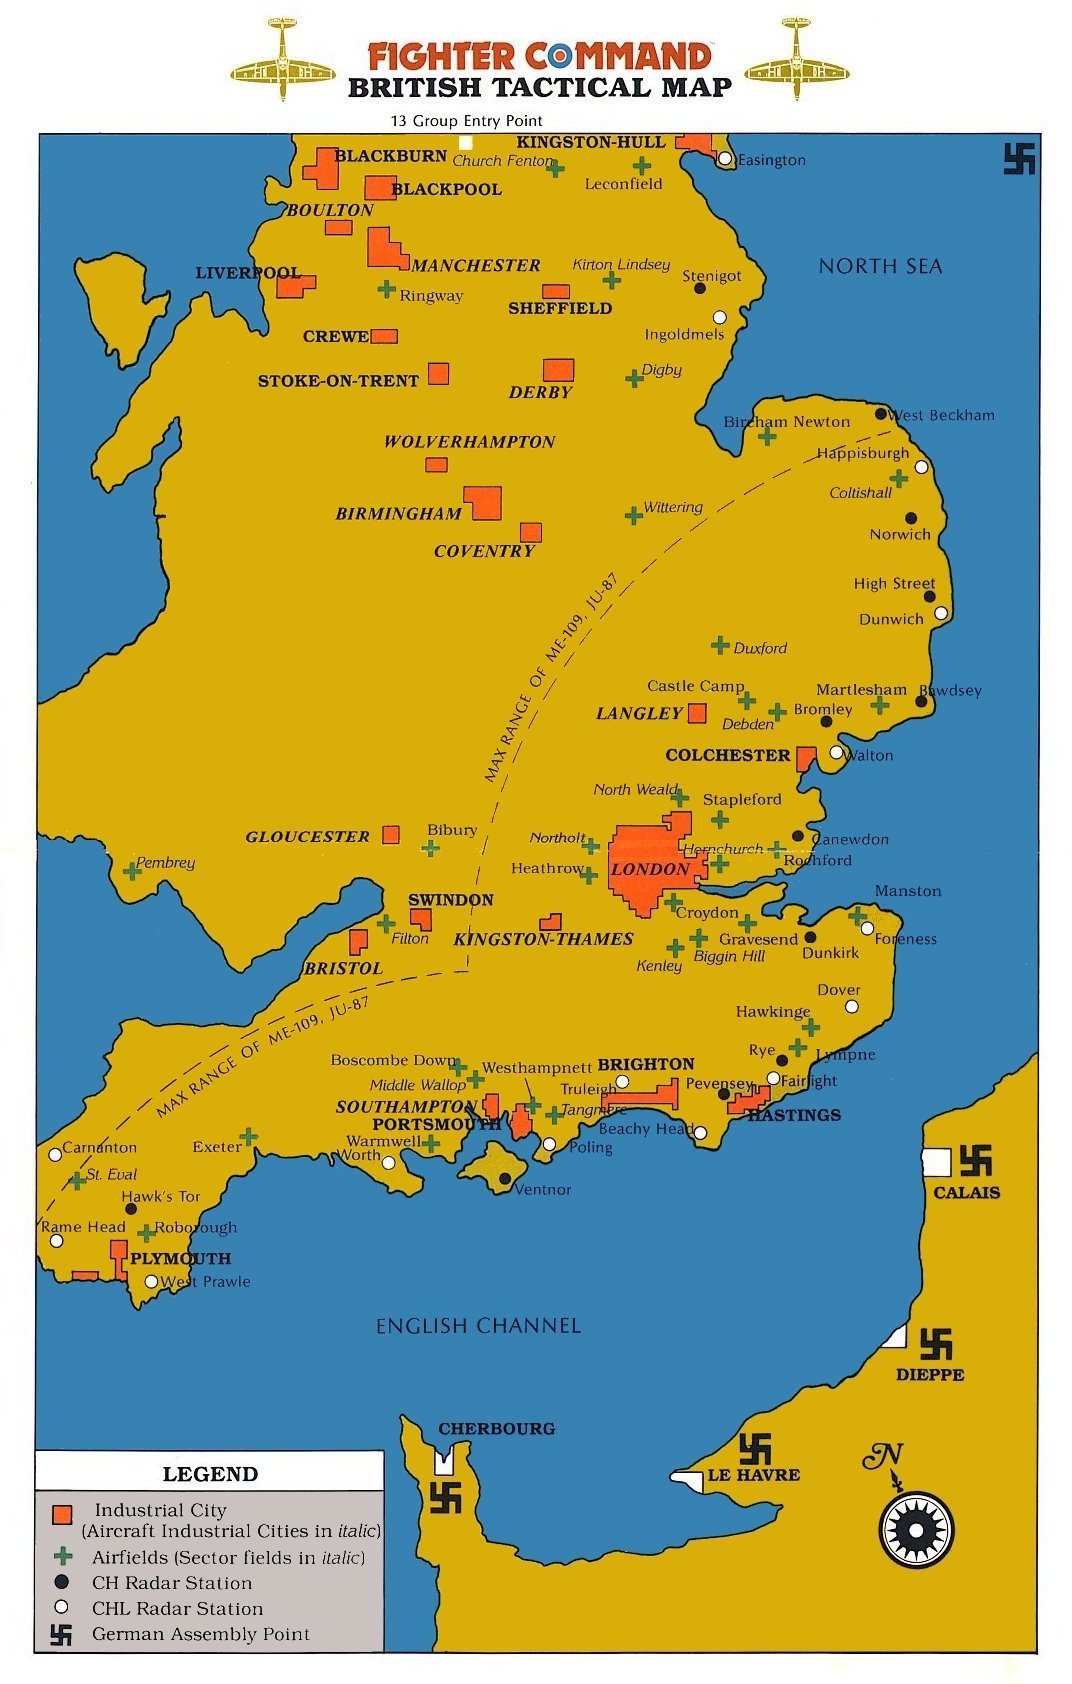 FIGHTER COMMAND
BRITISH TACTICAL MAP
13 Group Entry Point
KINGSTON-HULL
BLACKBURN
Church Fenton
Easington
Leconfield
BLACKPOOL
BOULTON
MANCHESTER
Kirton Lindsey
NORTH SEA
LIVERPOOL
Stenigot
Ringway
SHEFFIELD
Ingoldmels
CREWE
STOKE-ON-TRENT
Digby
DERBY
West Beckham
Bircham Newton
WOLVERHAMPTON
Happisburgh
Coltishall
BIRMINGHAM
Wittering
Norwich
COVENTRY
High Street
MAX RANGE OF ME-109, JU-87
Dunwich
Duxford
Castle Camp
Martlesham
Bawdsey
LANGLEY
Debden
Bromley
COLCHESTER
Walton
North Weald
Stapleford
GLOUCESTER
Bibury
Northolt
Canewdon
Hornchurch
Rochford
Pembrey
Heathrow
LONDON
Manston
SWINDON
Croydon
Filton
KINGSTON-THAMES
Gravesend
Foreness
Biggin Hill
Dunkirk
Kenley
BRISTOL
Dover
MAX RANGE OF ME-109, JU-87
Hawkinge
Rye
Lympne
Boscombe Down
Westhampnett
BRIGHTON
Middle Wallop
Truleigh
Pevensey
Fairlight
SOUTHAMPTON
Tangmere
HASTINGS
PORTSMOUTH
Beachy Head
Carnanton
Exeter
Warmwell
Worth
Poling
St. Eval
Ventnor
CALAIS
Hawk's Tor
Rame Head
Roborough
PLYMOUTH
West Prawle
ENGLISH CHANNEL
DIEPPE
CHERBOURG
LE HAVRE
N
LEGEND
Industrial City
(Aircraft Industrial Cities in italic)
Airfields (Sector fields in italic)
CH Radar Station
CHL Radar Station
German Assembly Point